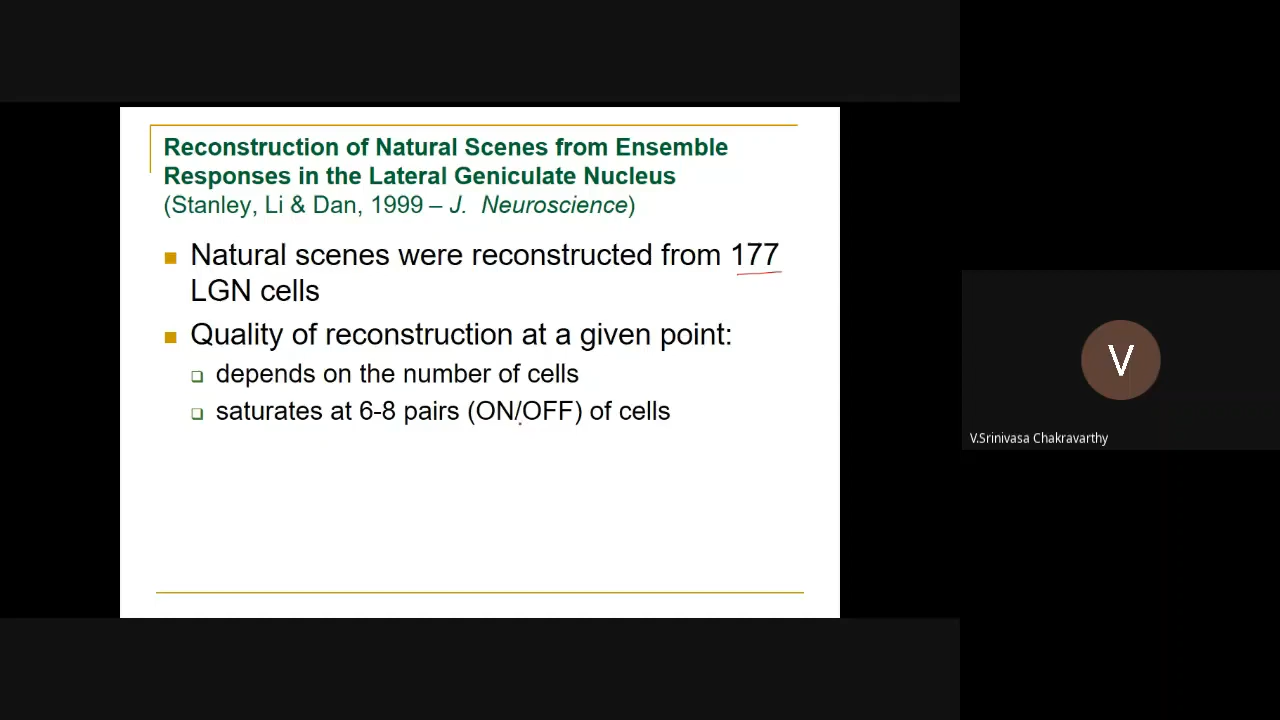 Reconstruction of Natural Scenes from Ensemble
Responses in the Lateral Geniculate Nucleus
(Stanley, Li & Dan, 1999 – J. Neuroscience)
Natural scenes were reconstructed from 177
LGN cells
Quality of reconstruction at a given point:
depends on the number of cells
saturates at 6-8 pairs (ON/OFF) of cells
V
V.Srinivasa Chakravarthy